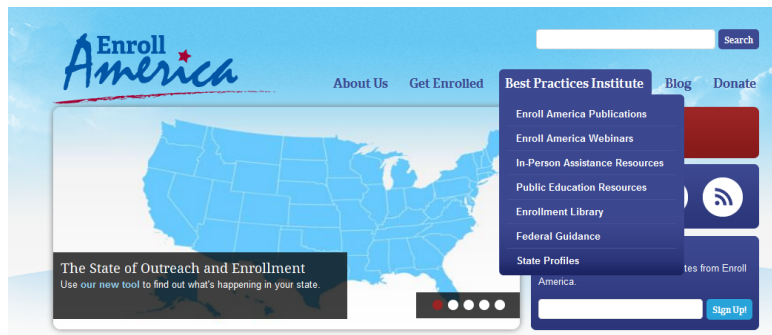 Enroll
America
Search
About Us Get Enrolled Best Practices Institute Blog Donate
Enroll America Publications
Enroll America Webinars
In-Person Assistance Resources
Public Education Resources
Enrollment Library
Federal Guidance
State Profiles
The State of Outreach and Enrollment
Use our new tool to find out what's happening in your state.
from Enroll
America.
Sign Up!